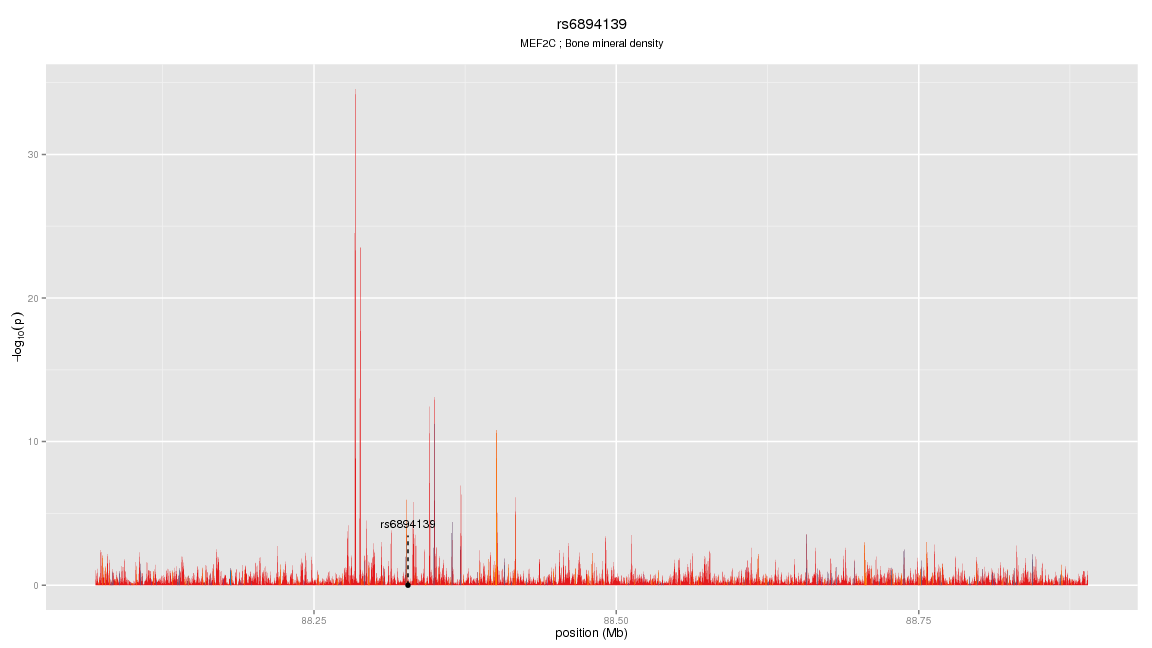 rs6894139
MEF2C ; Bone mineral density
−log10(p)
30
20
10
0
rs6894139
88.25
88.50
88.75
position (Mb)